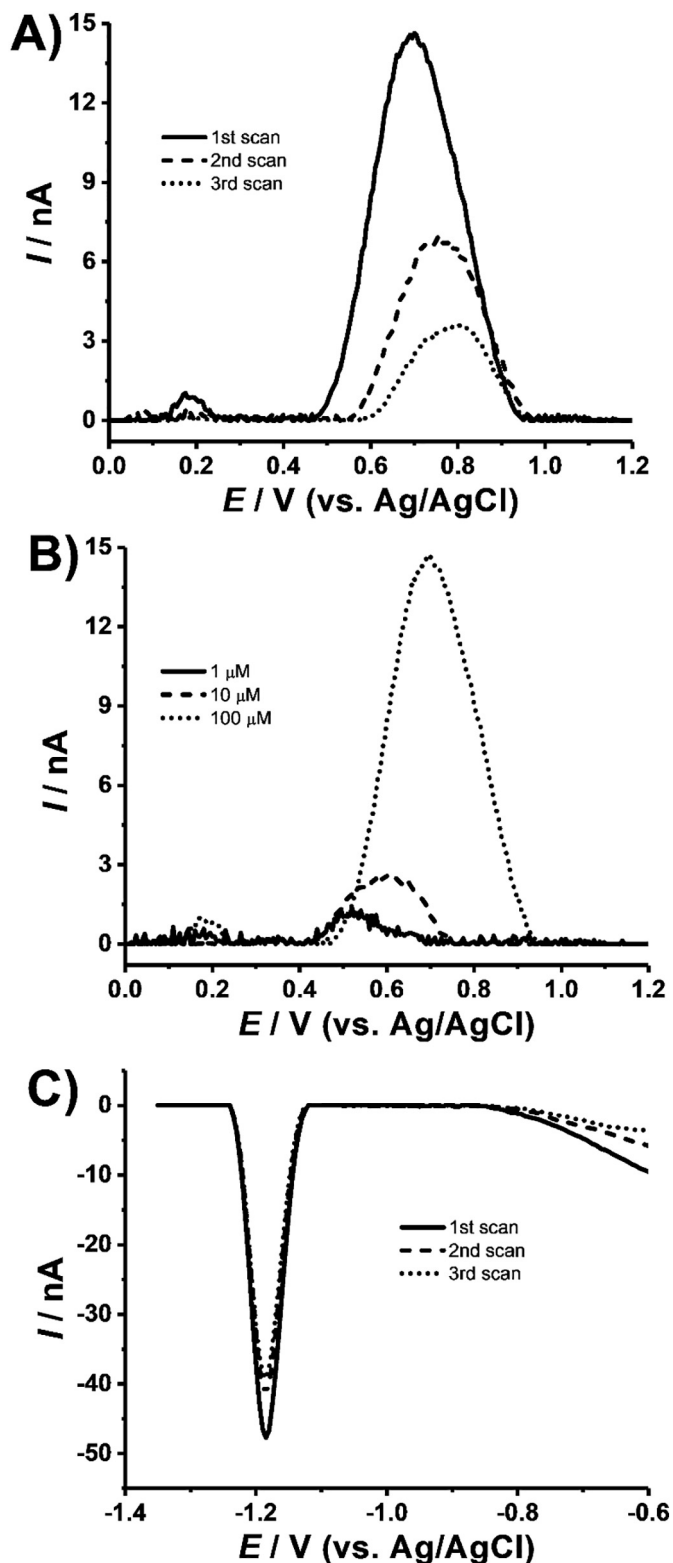 A)
15
12
9
6
3
0
I / nA
1st scan
2nd scan
3rd scan
0.0 0.2 0.4 0.6 0.8 1.0 1.2
E / V (vs. Ag/AgCl)
B)
15
12
9
6
3
0
I / nA
1 μM
10 μM
100 μM
0.0 0.2 0.4 0.6 0.8 1.0 1.2
E / V (vs. Ag/AgCl)
C)
0
-10
-20
-30
-40
-50
I / nA
1st scan
2nd scan
3rd scan
-1.4 -1.2 -1.0 -0.8 -0.6
E / V (vs. Ag/AgCl)